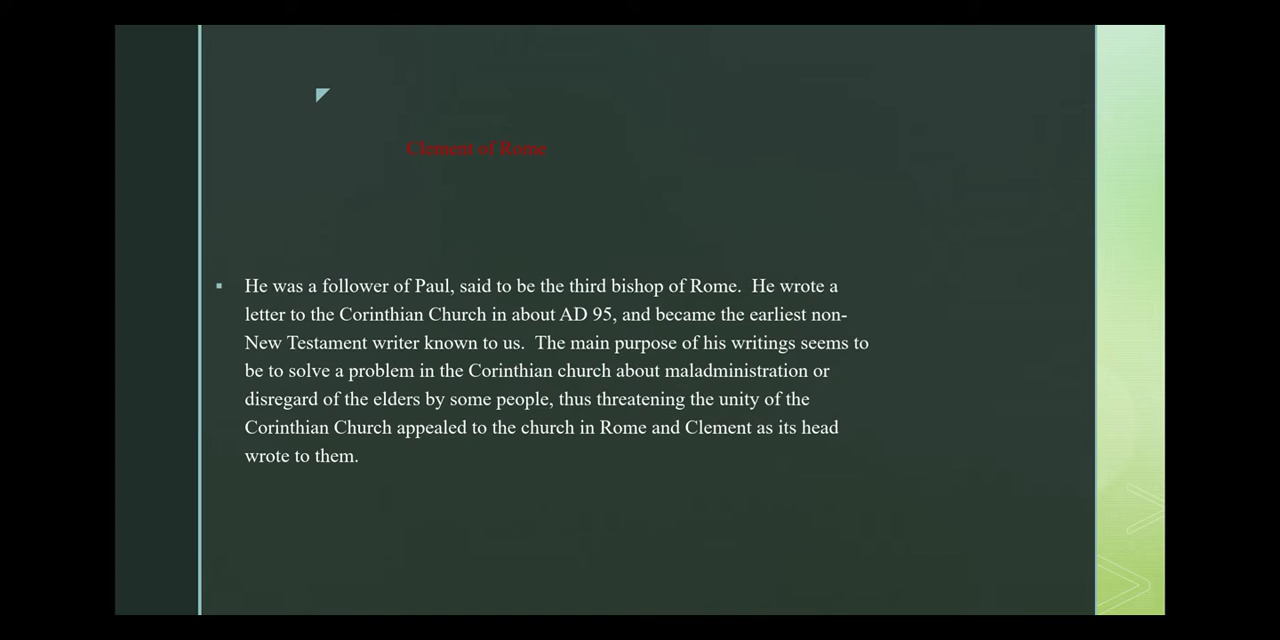 Clement of Rome
He was a follower of Paul, said to be the third bishop of Rome.  He wrote a
letter to the Corinthian Church in about AD 95, and became the earliest non-
New Testament writer known to us.  The main purpose of his writings seems to
be to solve a problem in the Corinthian church about maladministration or
disregard of the elders by some people, thus threatening the unity of the
Corinthian Church appealed to the church in Rome and Clement as its head
wrote to them.